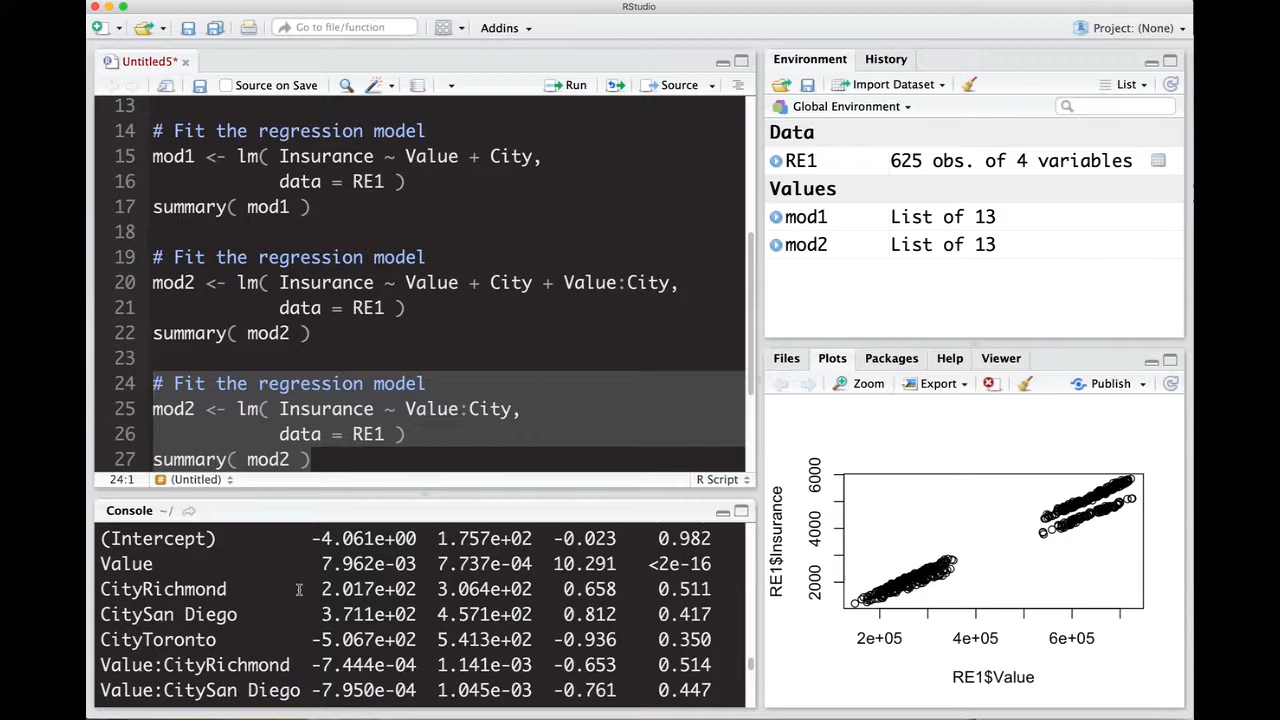 RStudio
Go to file/function
Addins
Project: (None)
Untitled5*
Source on Save
Run
Source
13
14 # Fit the regression model
15 mod1 <- lm( Insurance ~ Value + City,
16 data = RE1 )
17 summary( mod1 )
18
19 # Fit the regression model
20 mod2 <- lm( Insurance ~ Value + City + Value:City,
21 data = RE1 )
22 summary( mod2 )
23
24 # Fit the regression model
25 mod2 <- lm( Insurance ~ Value:City,
26 data = RE1 )
27 summary( mod2 )
24:1 (Untitled) R Script
Console ~/
(Intercept) -4.061e+00 1.757e+02 -0.023 0.982
Value 7.962e-03 7.737e-04 10.291 <2e-16
CityRichmond 2.017e+02 3.064e+02 0.658 0.511
CitySan Diego 3.711e+02 4.571e+02 0.812 0.417
CityToronto -5.067e+02 5.413e+02 -0.936 0.350
Value:CityRichmond -7.444e-04 1.141e-03 -0.653 0.514
Value:CitySan Diego -7.950e-04 1.045e-03 -0.761 0.447
Environment History
Import Dataset List
Global Environment
Data
RE1 625 obs. of 4 variables
Values
mod1 List of 13
mod2 List of 13
Files Plots Packages Help Viewer
Zoom Export Publish
RE1$Insurance
6000
4000
2000
2e+05 4e+05 6e+05
RE1$Value